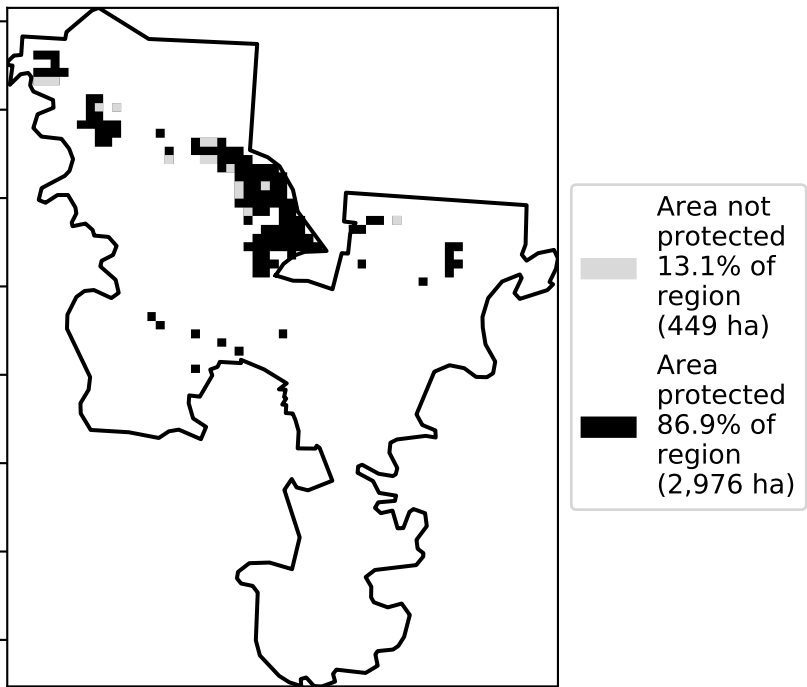 Area not
protected
13.1% of
region
(449 ha)
Area
protected
86.9% of
region
(2,976 ha)